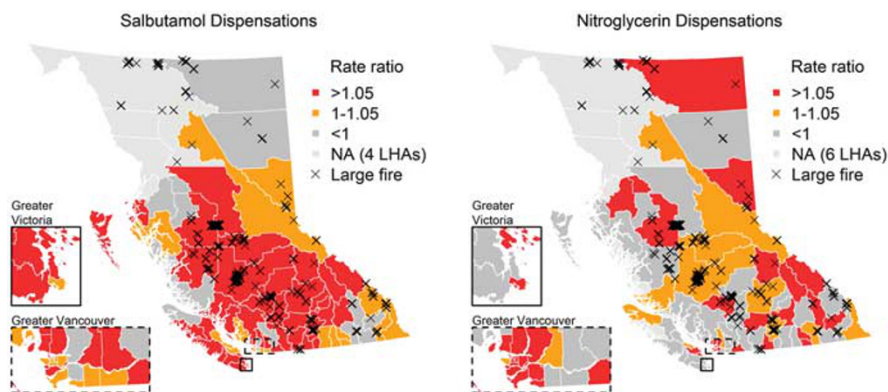 Salbutamol Dispensations
Rate ratio
>1.05
1-1.05
<1
NA (4 LHAs)
Large fire
Greater
Victoria
Greater Vancouver
Nitroglycerin Dispensations
Rate ratio
>1.05
1-1.05
<1
NA (6 LHAs)
Large fire
Greater
Victoria
Greater Vancouver